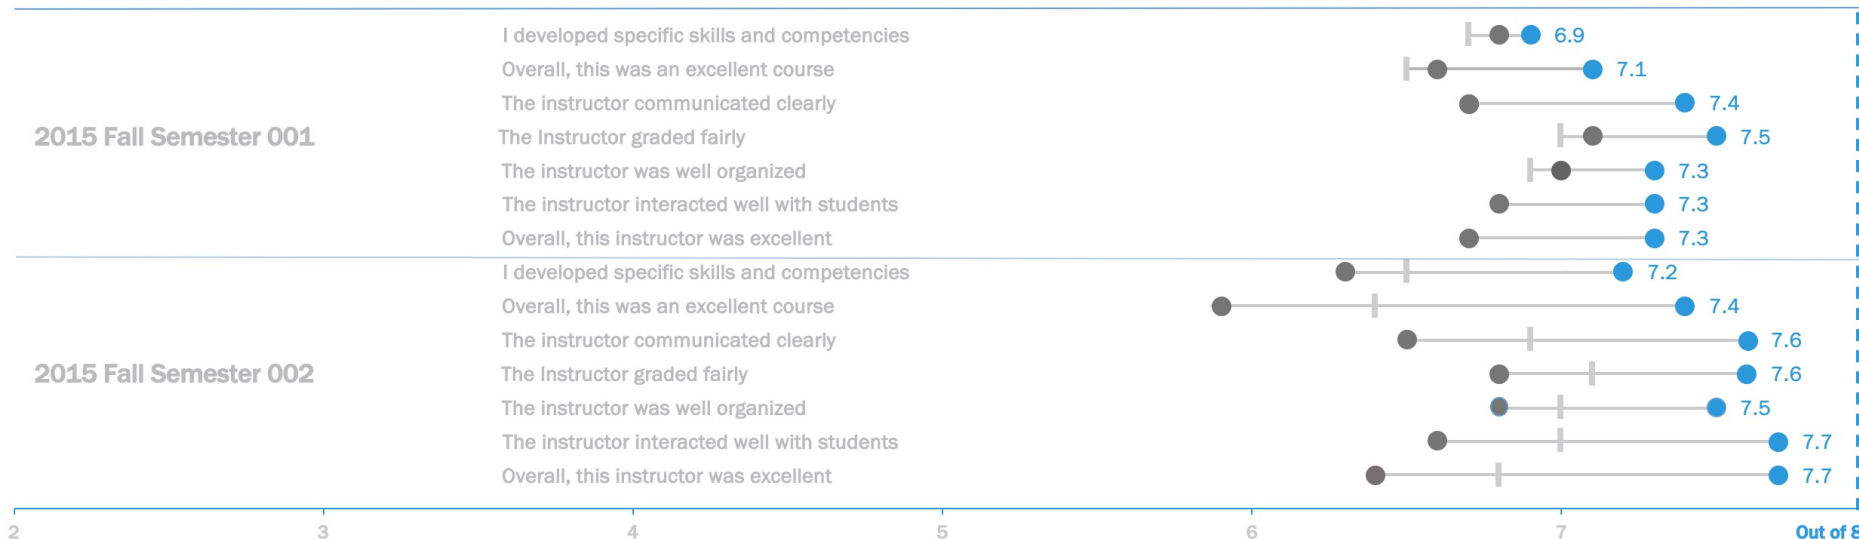 I developed specific skills and competencies 6.9
Overall, this was an excellent course 7.1
The instructor communicated clearly 7.4
2015 Fall Semester 001 The Instructor graded fairly 7.5
The instructor was well organized 7.3
The instructor interacted well with students 7.3
Overall, this instructor was excellent 7.3
I developed specific skills and competencies 7.2
Overall, this was an excellent course 7.4
The instructor communicated clearly 7.6
2015 Fall Semester 002 The Instructor graded fairly 7.6
The instructor was well organized 7.5
The instructor interacted well with students 7.7
Overall, this instructor was excellent 7.7
2 3 4 5 6 7 Out of 8